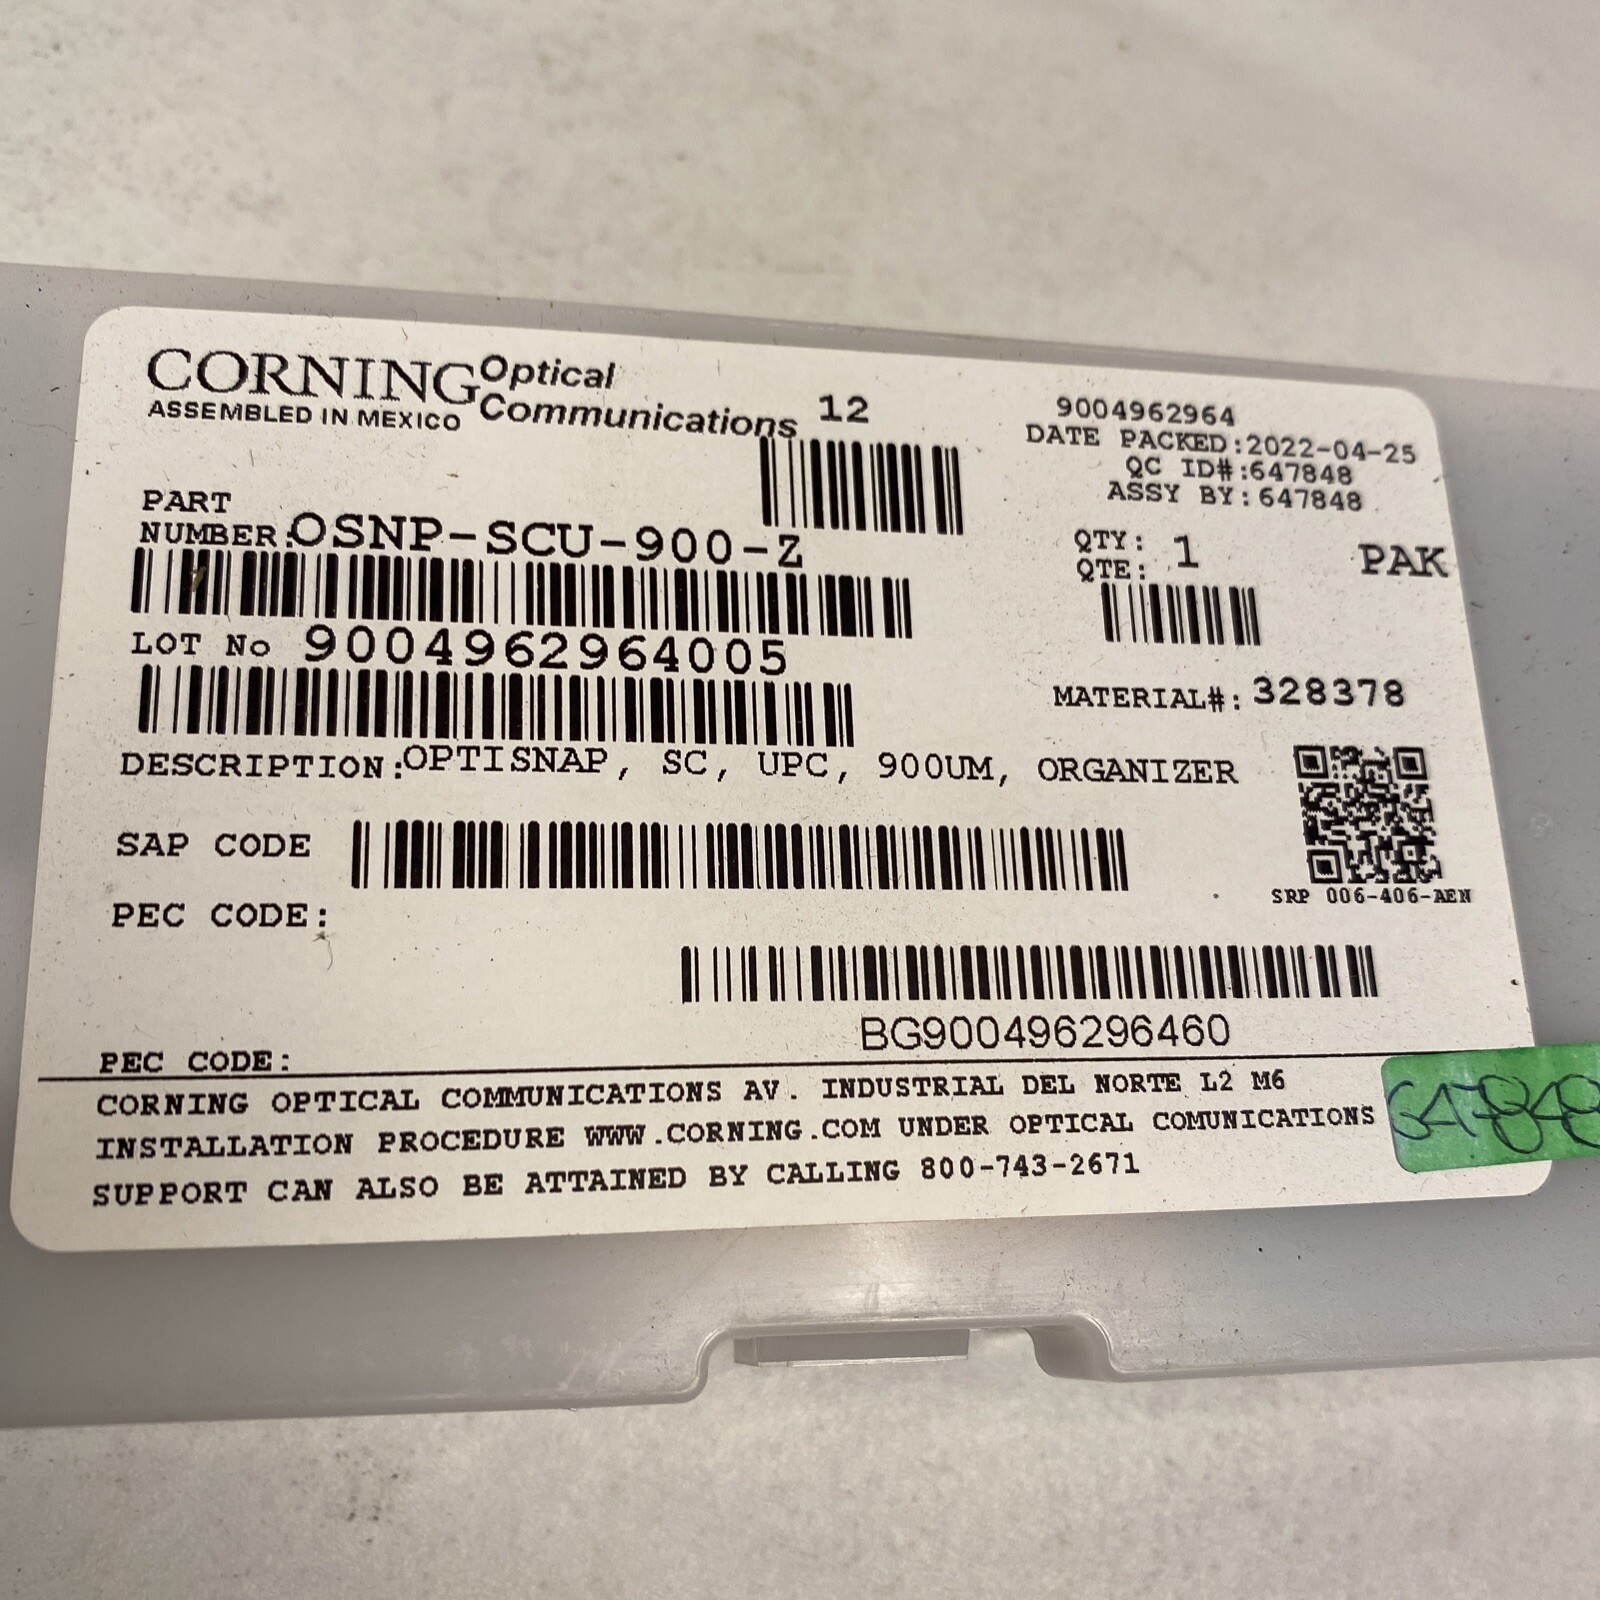 CORNING Optical
Communications
ASSEMBLED IN MEXICO
12
9004962964
DATE PACKED:2022-04-25
QC ID#:647848
ASSY BY:647848
PART
NUMBER:OSNP-SCU-900-Z
QTY: 1 PAK
QTE:
LOT No 9004962964005
MATERIAL#:328378
DESCRIPTION:OPTISNAP, SC, UPC, 900UM, ORGANIZER
SAP CODE
SRP 006-406-AEN
PEC CODE:
BG900496296460
PEC CODE:
CORNING OPTICAL COMMUNICATIONS AV. INDUSTRIAL DEL NORTE L2 M6
INSTALLATION PROCEDURE WWW.CORNING.COM UNDER OPTICAL COMUNICATIONS
SUPPORT CAN ALSO BE ATTAINED BY CALLING 800-743-2671
647848